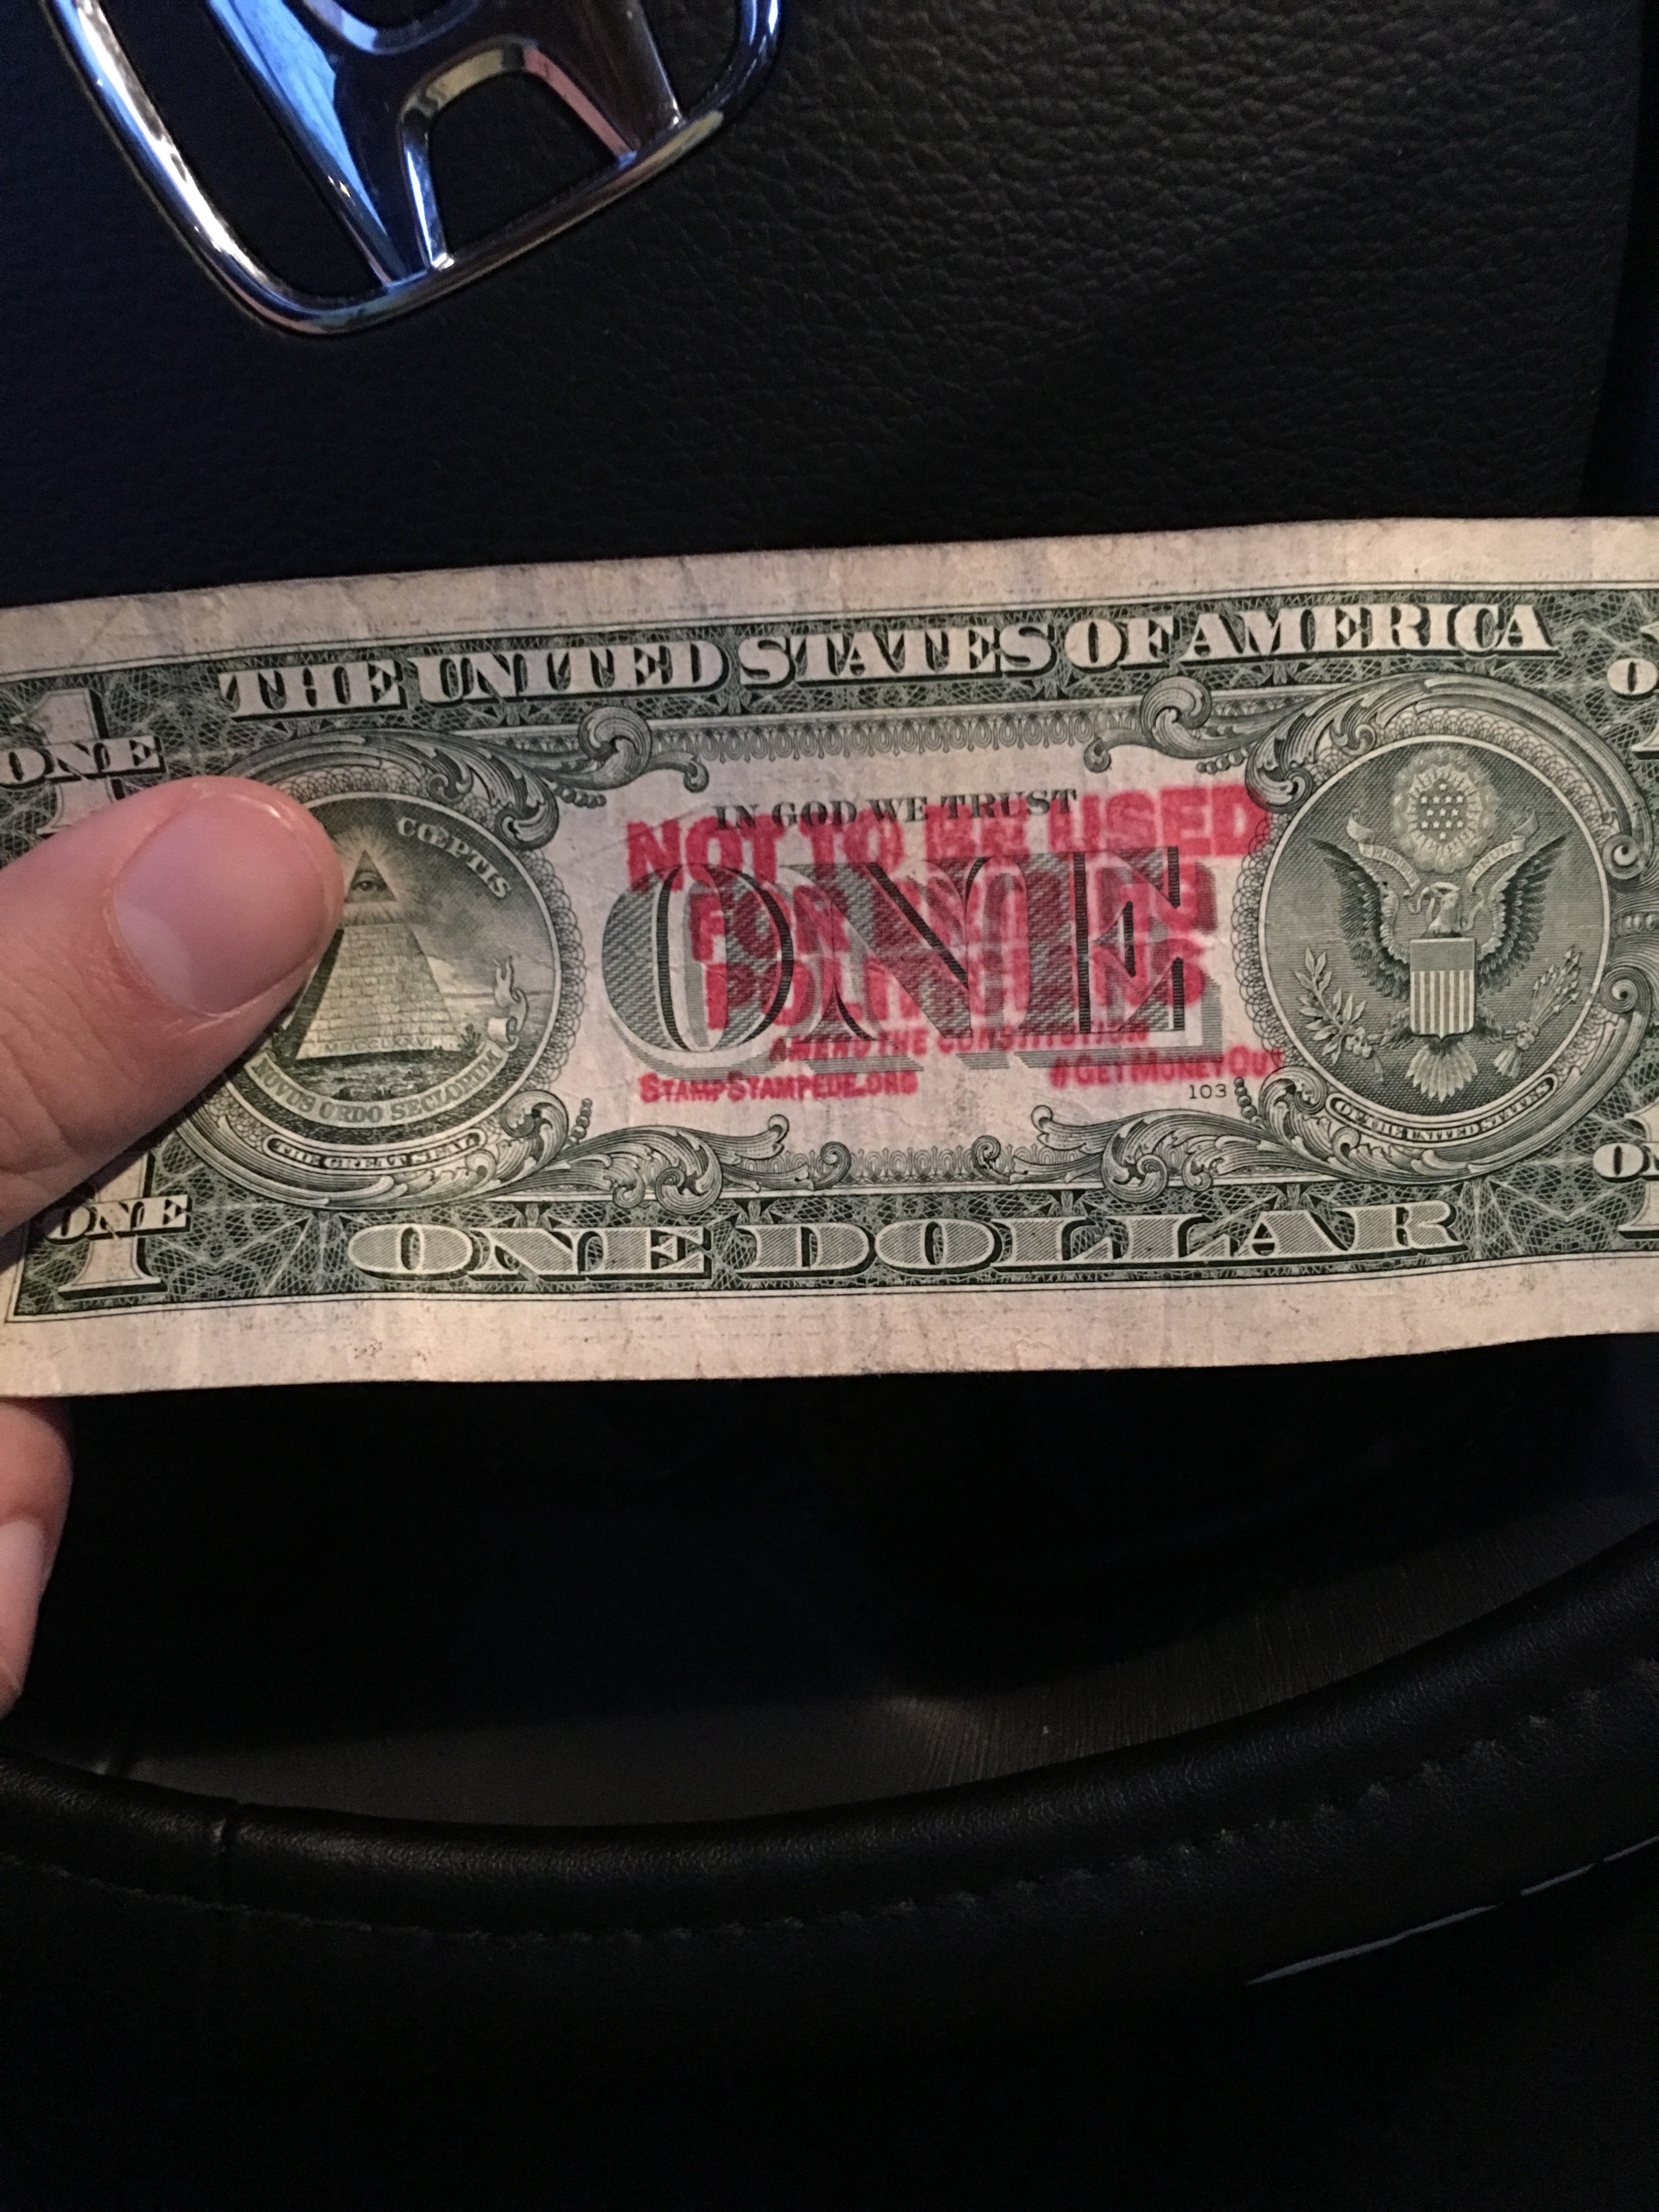 THE UNITED STATES OF AMERICA
ONE
CŒPTIS
IN GOD WE TRUST
NOT TO BE USED
FOR BRIBING
POLITICIANS
ONE
AMEND THE CONSTITUTION
STAMPSTAMPEDE.ORG #GETMONEYOUT
103
NOVUS ORDO SECLORUM
THE GREAT SEAL
OF THE UNITED STATES
1
ONE
ONE DOLLAR